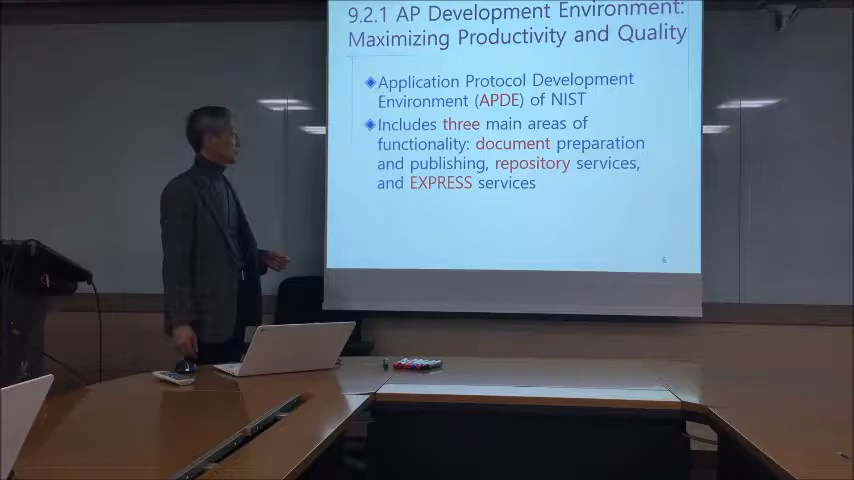 9.2.1 AP Development Environment:
Maximizing Productivity and Quality
Application Protocol Development
Environment (APDE) of NIST
Includes three main areas of
functionality: document preparation
and publishing, repository services,
and EXPRESS services
6